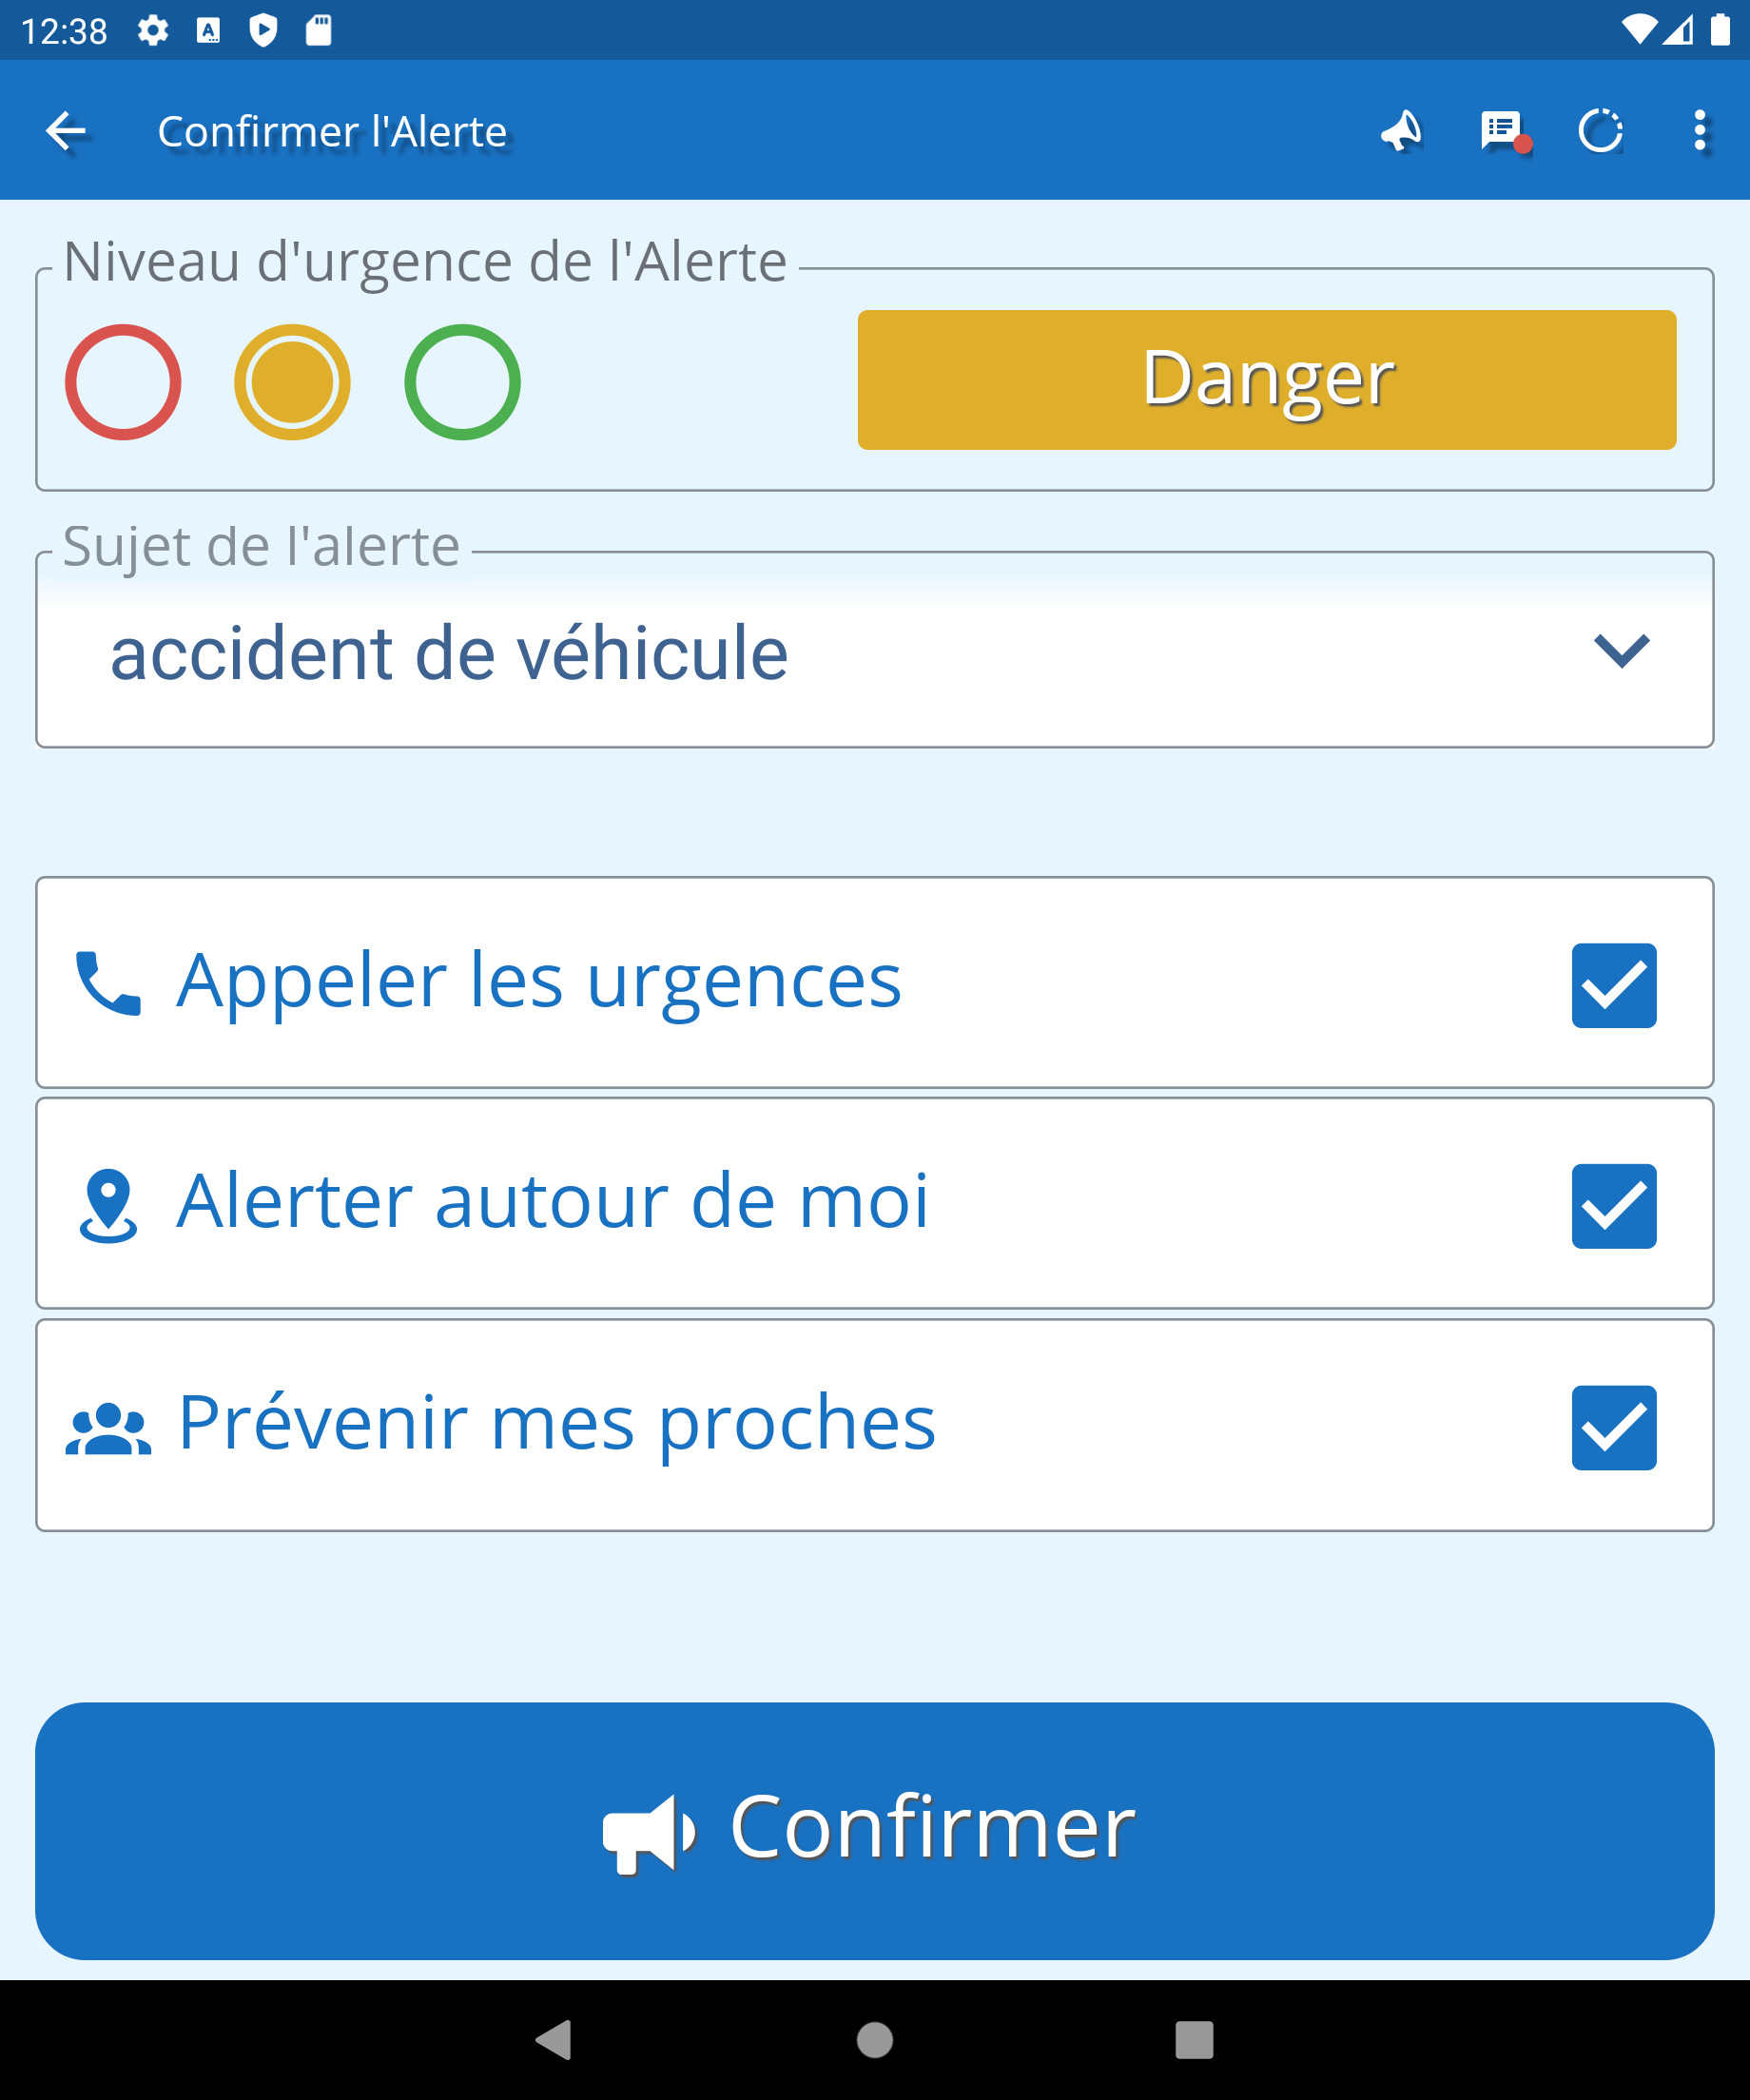 12:38
Confirmer l'Alerte
Niveau d'urgence de l'Alerte
Danger
Sujet de l'alerte
accident de véhicule
Appeler les urgences
Alerter autour de moi
Prévenir mes proches
Confirmer